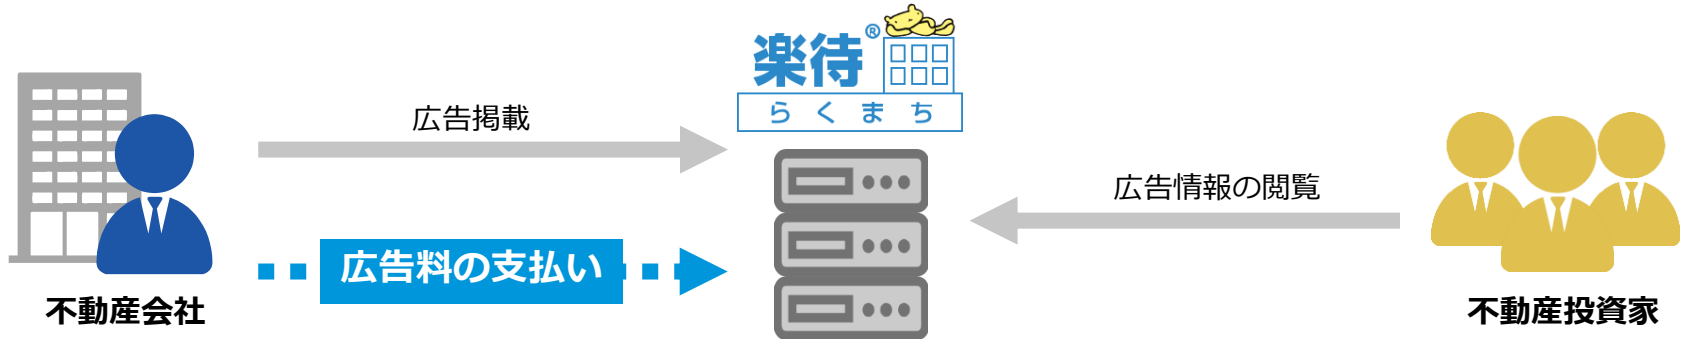 楽待®
らくまち
広告掲載
広告情報の閲覧
広告料の支払い
不動産会社
不動産投資家